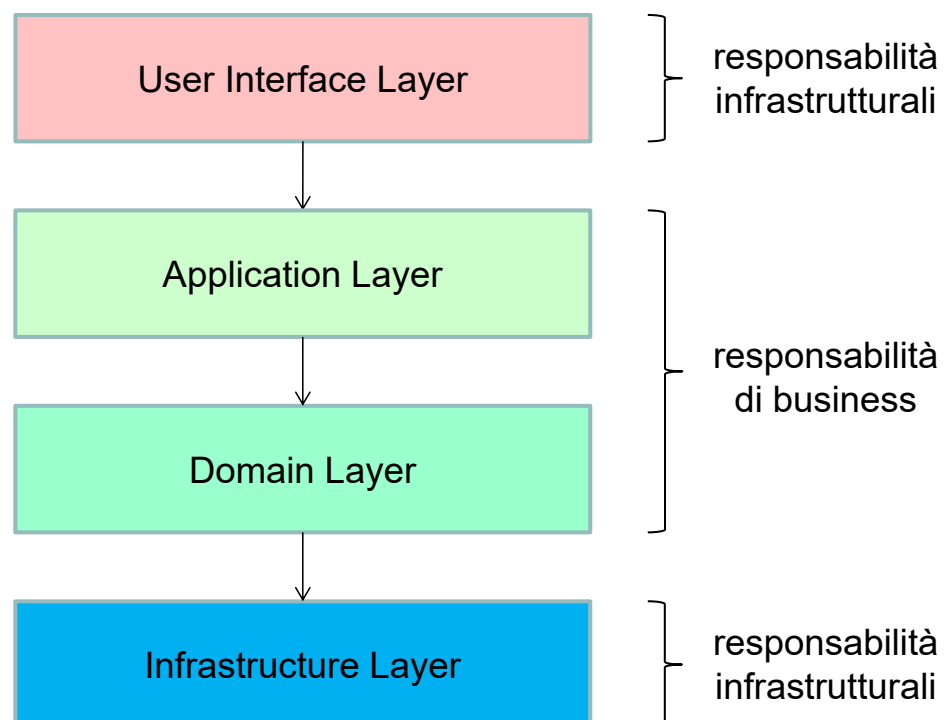 User Interface Layer
responsabilità
infrastrutturali
Application Layer
responsabilità
di business
Domain Layer
Infrastructure Layer
responsabilità
infrastrutturali